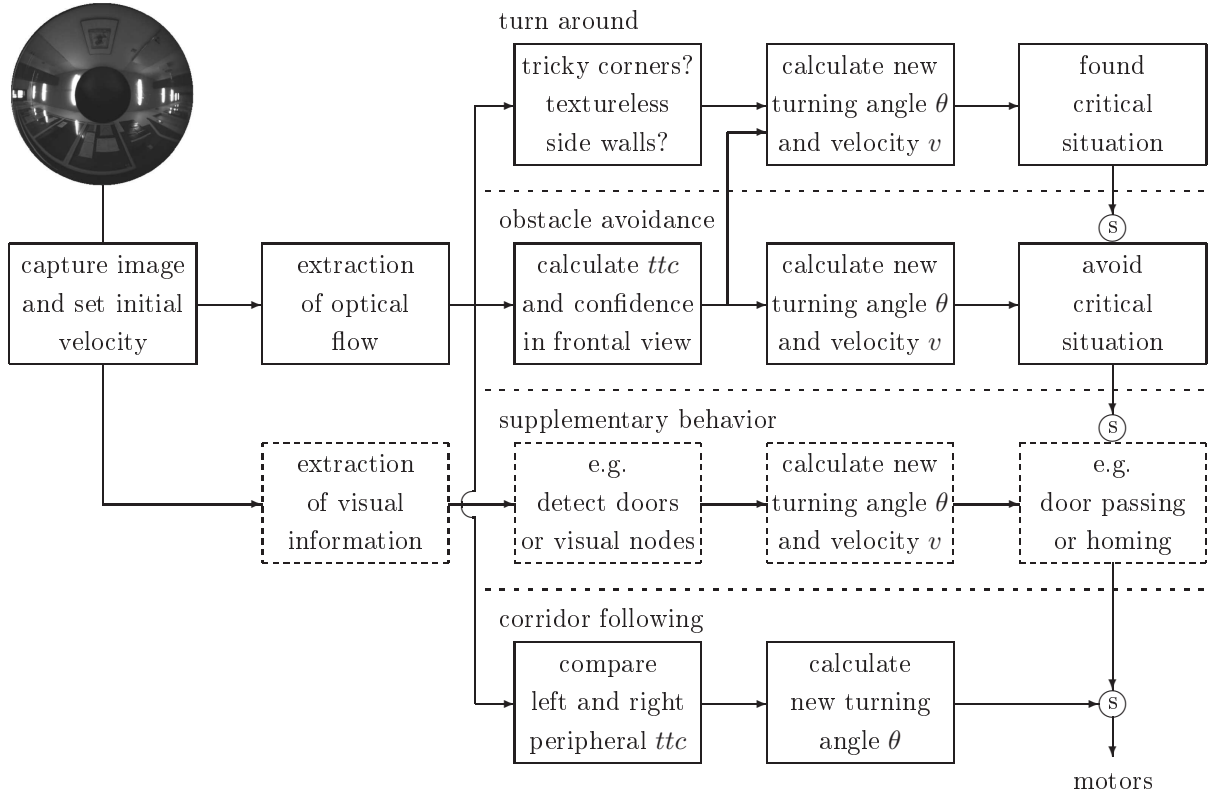 turn around
tricky corners?
textureless
side walls?
calculate new
turning angle θ
and velocity v
found
critical
situation
s
obstacle avoidance
capture image
and set initial
velocity
extraction
of optical
flow
calculate ttc
and confidence
in frontal view
calculate new
turning angle θ
and velocity v
avoid
critical
situation
s
supplementary behavior
extraction
of visual
information
e.g.
detect doors
or visual nodes
calculate new
turning angle θ
and velocity v
e.g.
door passing
or homing
corridor following
compare
left and right
peripheral ttc
calculate
new turning
angle θ
s
motors